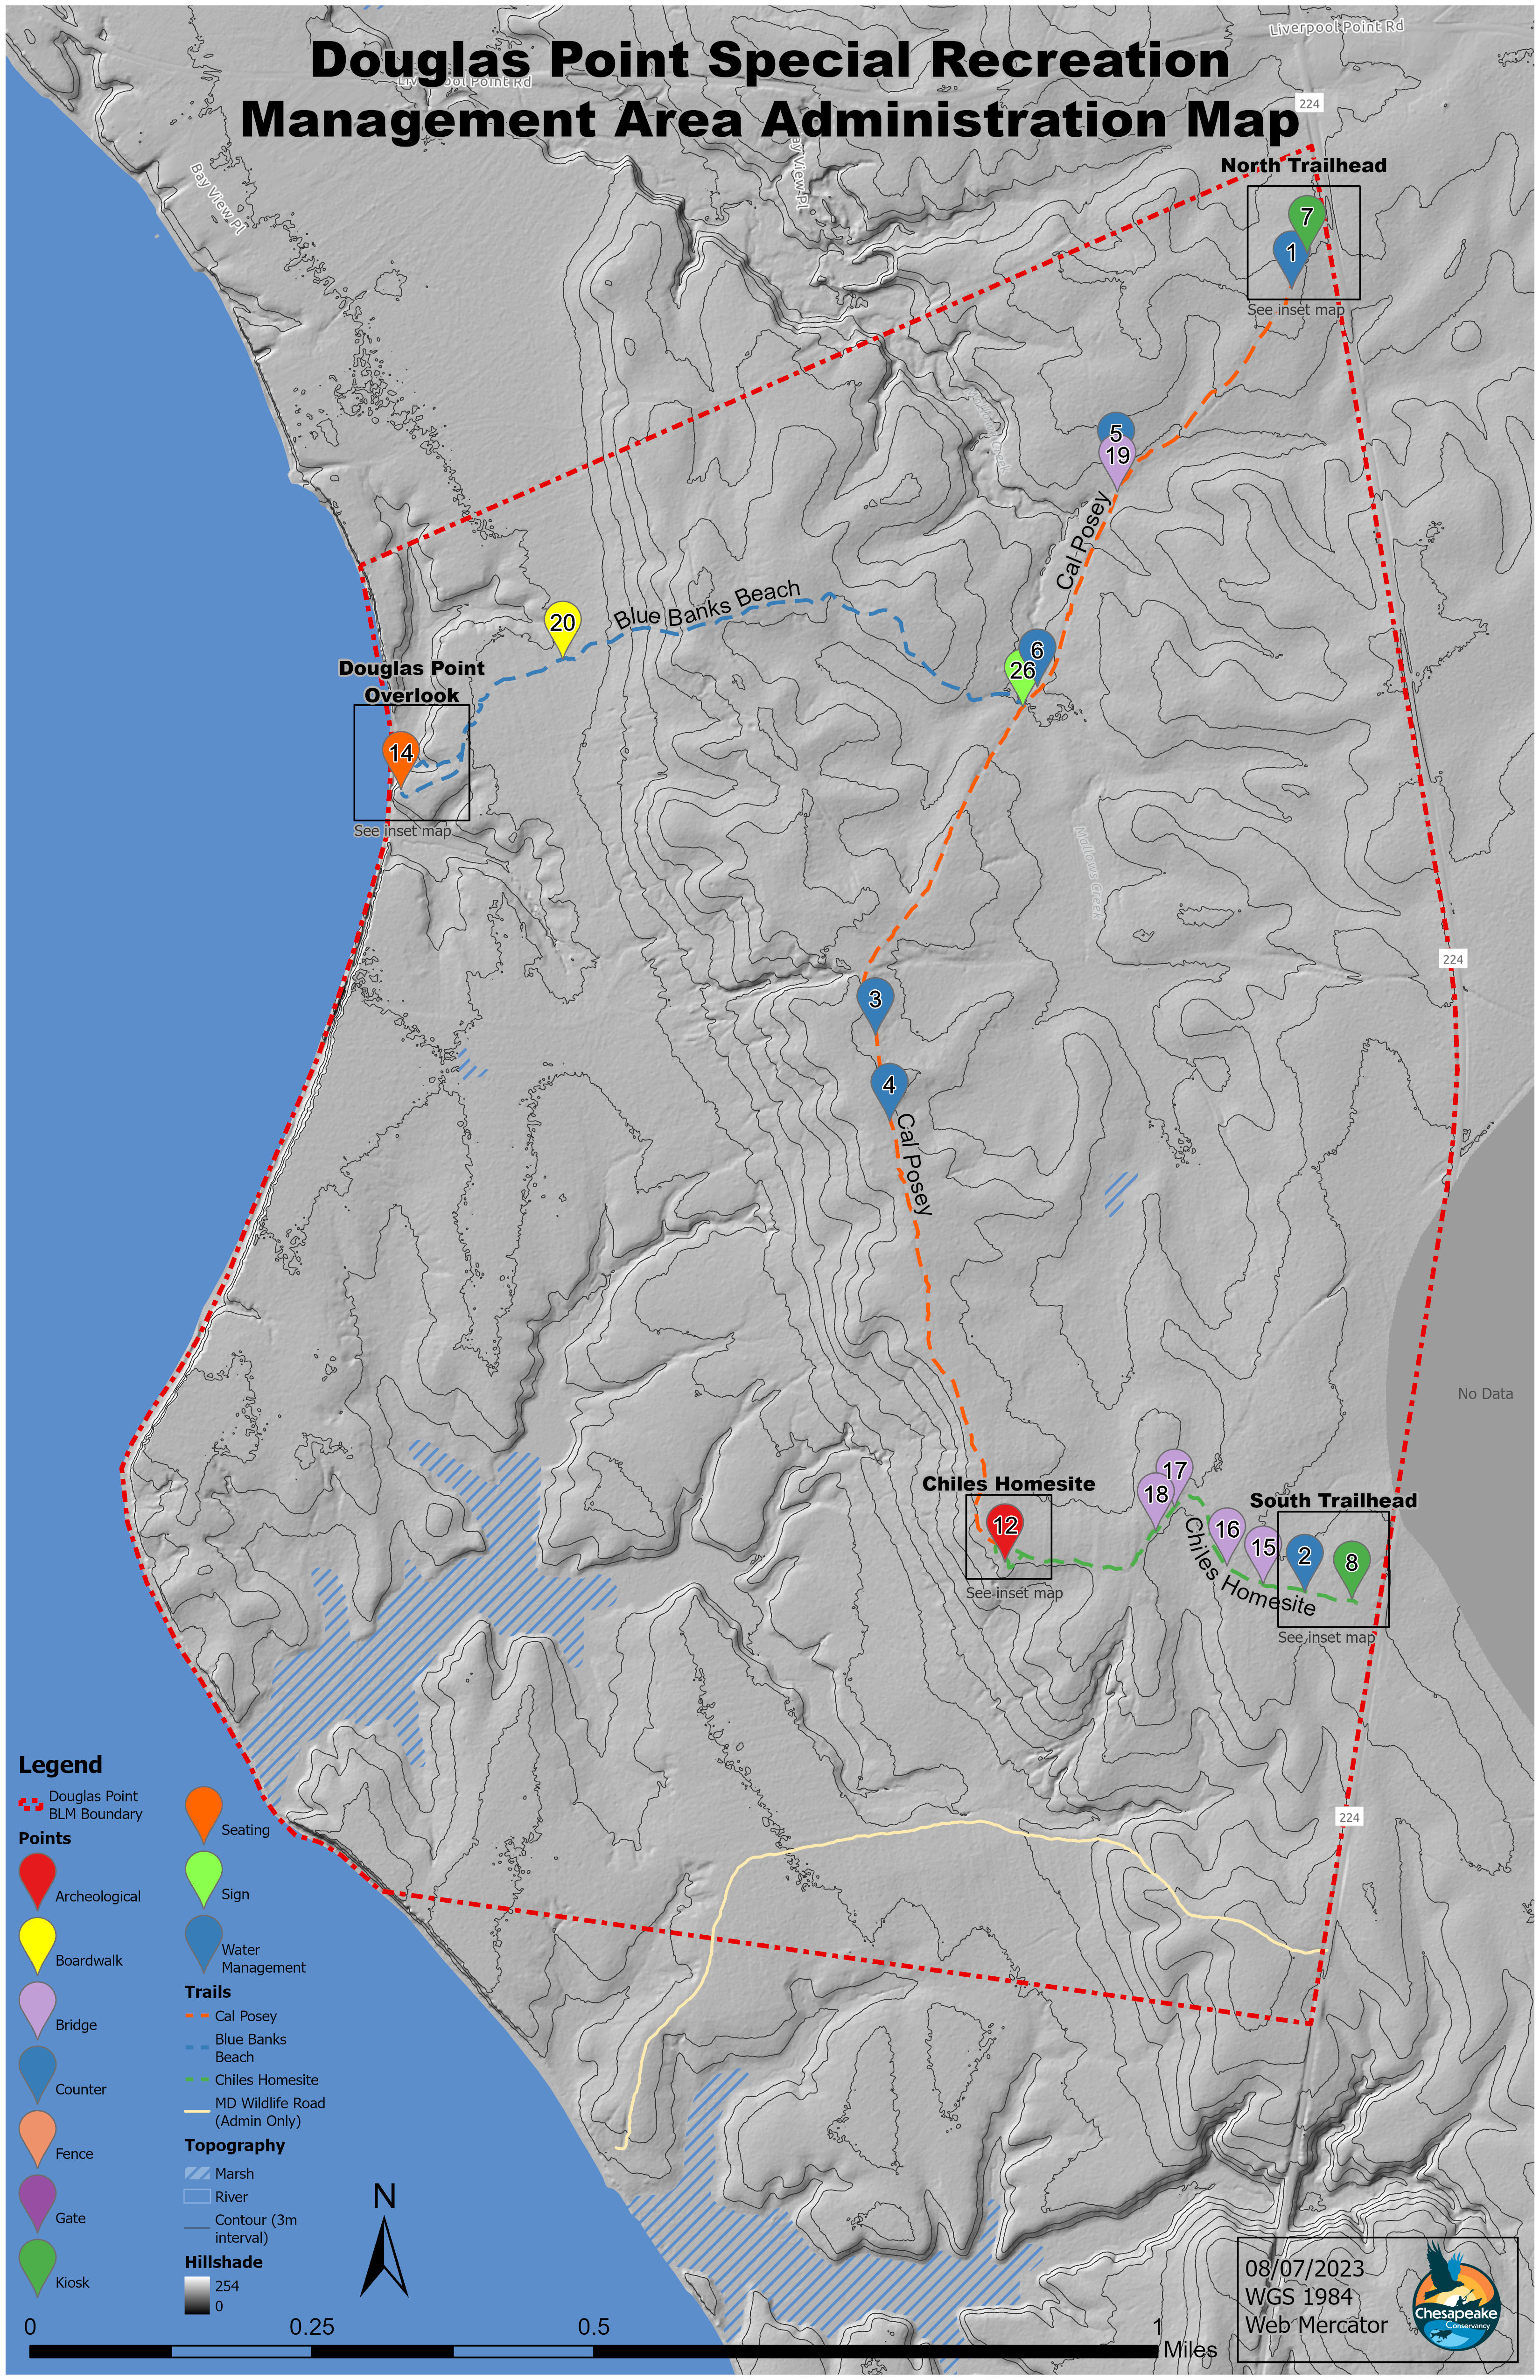 Douglas Point Special Recreation
Management Area Administration Map
Liverpool Point Rd
Liverpool Point Rd
224
Bay View Pl
Bay View Pl
North Trailhead
7
1
See inset map
5
19
Cal Posey
Blue Banks Beach
20
6
26
Douglas Point
Overlook
14
See inset map
Mallows Creek
224
3
4
Cal Posey
No Data
Chiles Homesite
12
See inset map
17
18
16
15
Chiles Homesite
South Trailhead
2
8
See inset map
224
Legend
Douglas Point
BLM Boundary
Points
Archeological
Boardwalk
Bridge
Counter
Fence
Gate
Kiosk
Seating
Sign
Water
Management
Trails
Cal Posey
Blue Banks
Beach
Chiles Homesite
MD Wildlife Road
(Admin Only)
Topography
Marsh
River
Contour (3m
interval)
Hillshade
254
0
N
0
0.25
0.5
1
Miles
08/07/2023
WGS 1984
Web Mercator
Chesapeake
Conservancy